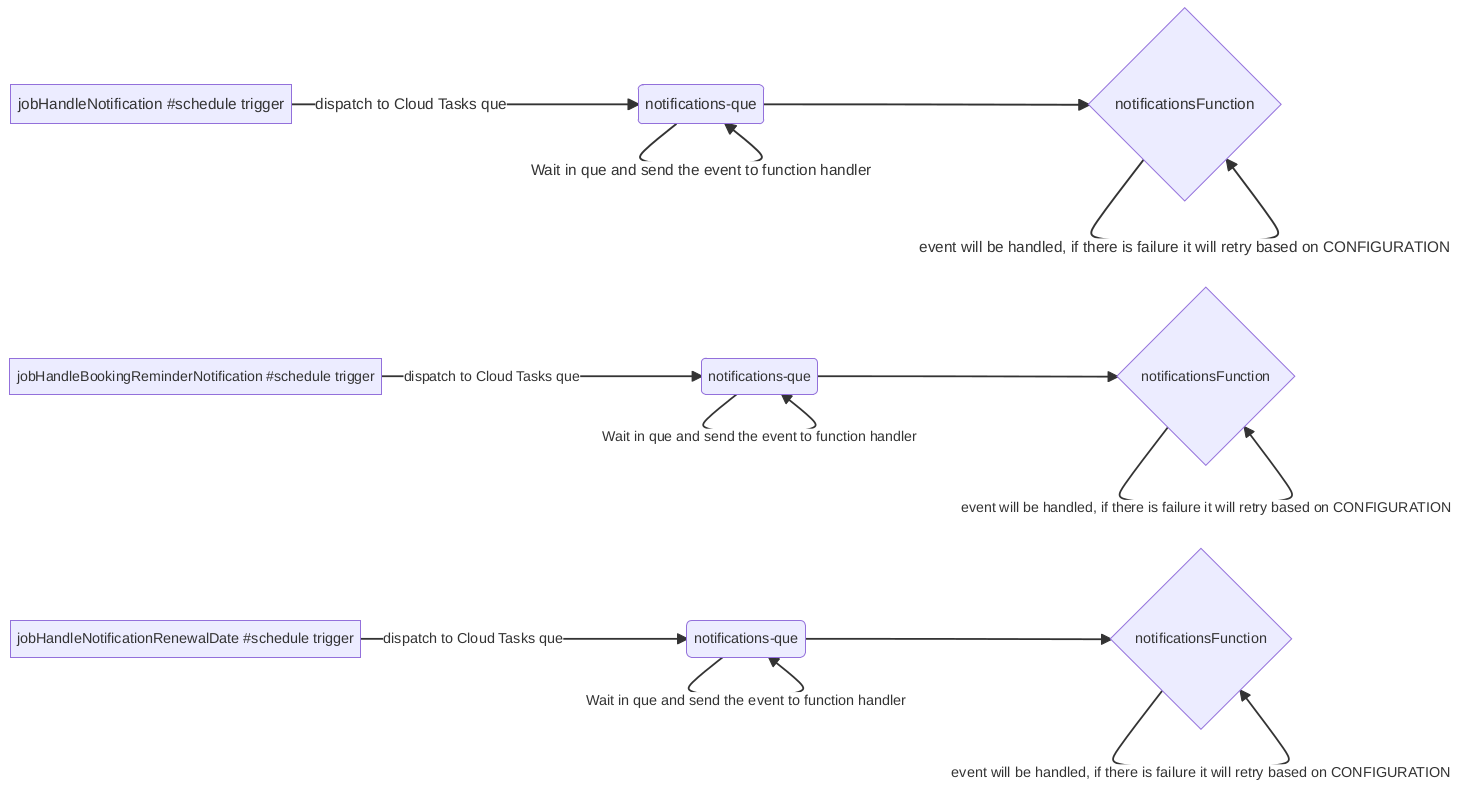 jobHandleNotification #schedule trigger
dispatch to Cloud Tasks que
notifications-que
notificationsFunction
Wait in que and send the event to function handler
event will be handled, if there is failure it will retry based on CONFIGURATION
jobHandleBookingReminderNotification #schedule trigger
dispatch to Cloud Tasks que
notifications-que
notificationsFunction
Wait in que and send the event to function handler
event will be handled, if there is failure it will retry based on CONFIGURATION
jobHandleNotificationRenewalDate #schedule trigger
dispatch to Cloud Tasks que
notifications-que
notificationsFunction
Wait in que and send the event to function handler
event will be handled, if there is failure it will retry based on CONFIGURATION